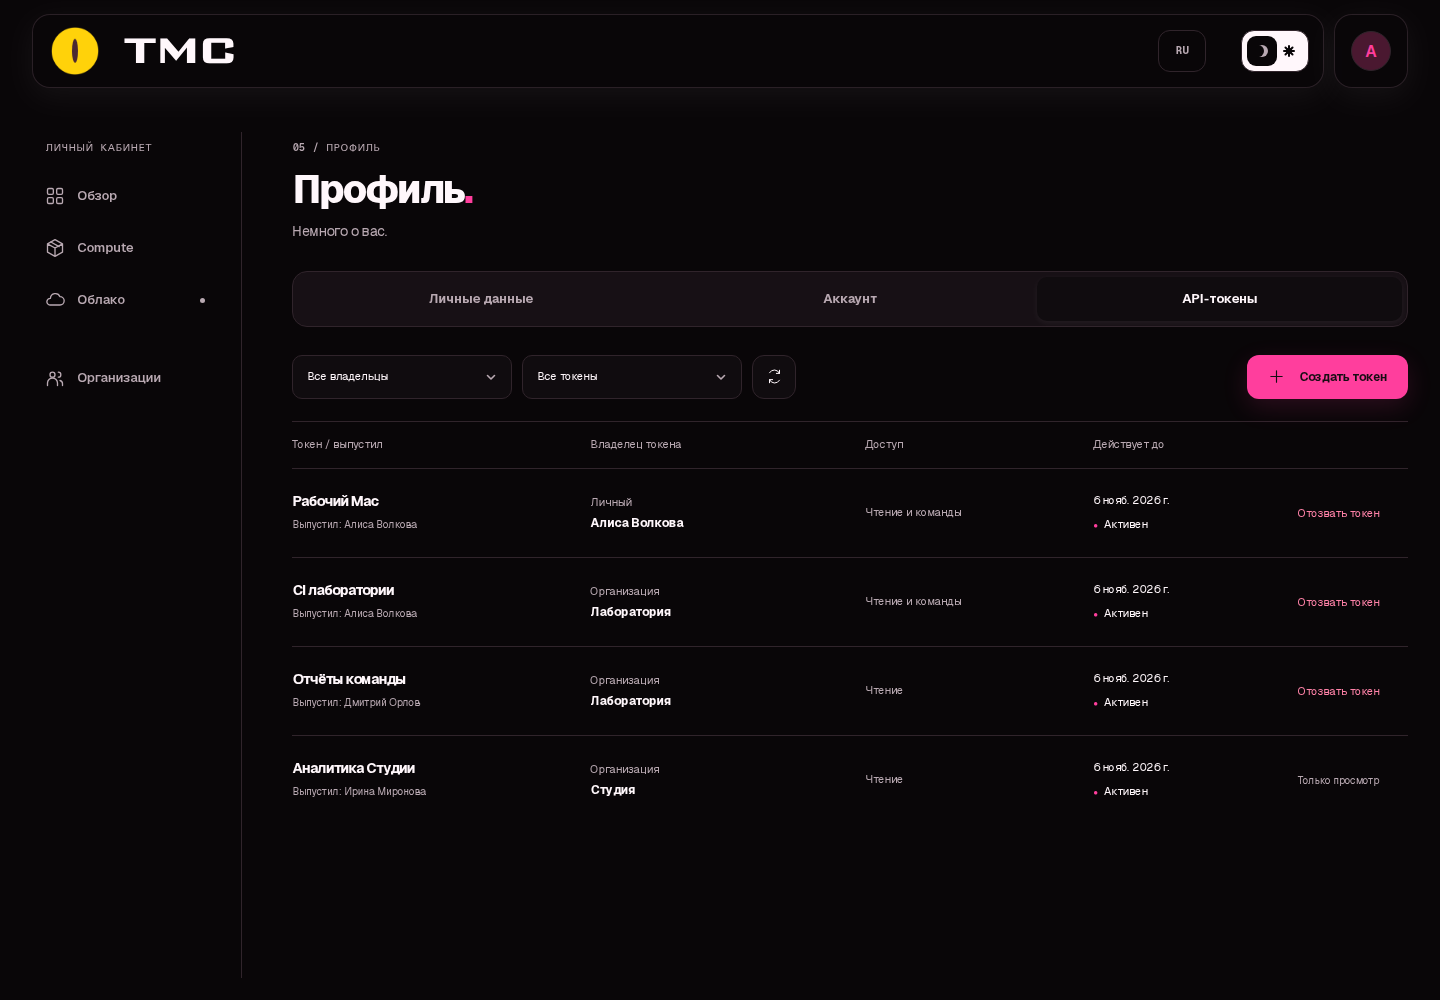 TMC
RU
A
ЛИЧНЫЙ КАБИНЕТ
Обзор
Compute
Облако
Организации
05 / ПРОФИЛЬ
Профиль.
Немного о вас.
Личные данные
Аккаунт
API-токены
Все владельцы
Все токены
Создать токен
Токен / выпустил
Владелец токена
Доступ
Действует до
Рабочий Mac
Выпустил: Алиса Волкова
Личный
Алиса Волкова
Чтение и команды
6 нояб. 2026 г.
Активен
Отозвать токен
CI лаборатории
Выпустил: Алиса Волкова
Организация
Лаборатория
Чтение и команды
6 нояб. 2026 г.
Активен
Отозвать токен
Отчёты команды
Выпустил: Дмитрий Орлов
Организация
Лаборатория
Чтение
6 нояб. 2026 г.
Активен
Отозвать токен
Аналитика Студии
Выпустил: Ирина Миронова
Организация
Студия
Чтение
6 нояб. 2026 г.
Активен
Только просмотр